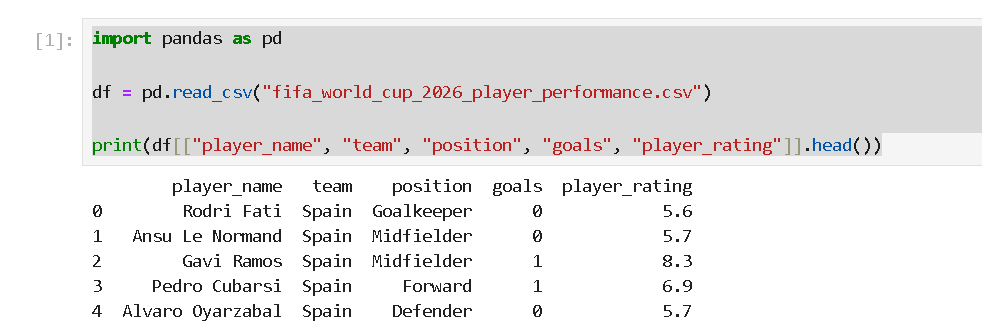 [1]: import pandas as pd
df = pd.read_csv("fifa_world_cup_2026_player_performance.csv")
print(df[["player_name", "team", "position", "goals", "player_rating"]].head())
player_name team position goals player_rating
0 Rodri Fati Spain Goalkeeper 0 5.6
1 Ansu Le Normand Spain Midfielder 0 5.7
2 Gavi Ramos Spain Midfielder 1 8.3
3 Pedro Cubarsi Spain Forward 1 6.9
4 Alvaro Oyarzabal Spain Defender 0 5.7